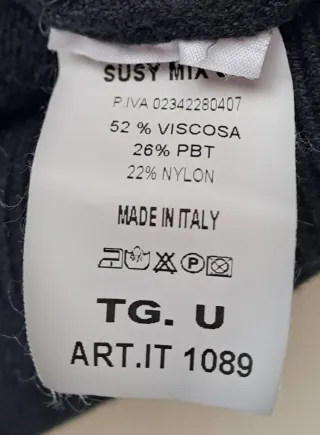 SUSY MIX
P.IVA 02342280407
52 % VISCOSA
26% PBT
22% NYLON
MADE IN ITALY
P
TG. U
ART.IT 1089